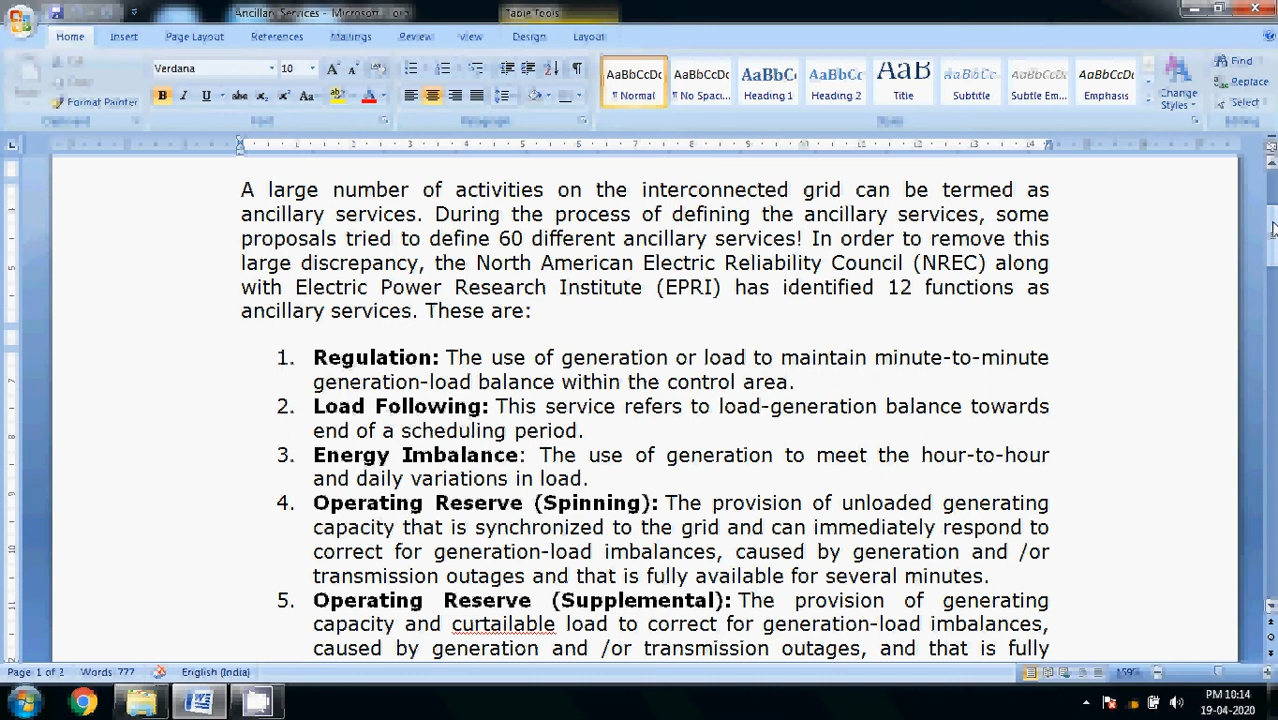 Ancillary Services - Microsoft
Table Tools
Home Insert Page Layout References Mailings Review View Design Layout
Verdana 10
Format Painter
AaBbCcDc AaBbCcDc AaBbC AaBbCc AaB AaBbCcI AaBbCcDc AaBbCcDc
¶ Normal ¶ No Spaci... Heading 1 Heading 2 Title Subtitle Subtle Em... Emphasis
Change Styles
Find
Replace
Select
Paragraph
Editing
A large number of activities on the interconnected grid can be termed as
ancillary services. During the process of defining the ancillary services, some
proposals tried to define 60 different ancillary services! In order to remove this
large discrepancy, the North American Electric Reliability Council (NREC) along
with Electric Power Research Institute (EPRI) has identified 12 functions as
ancillary services. These are:
1. Regulation: The use of generation or load to maintain minute-to-minute
generation-load balance within the control area.
2. Load Following: This service refers to load-generation balance towards
end of a scheduling period.
3. Energy Imbalance: The use of generation to meet the hour-to-hour
and daily variations in load.
4. Operating Reserve (Spinning): The provision of unloaded generating
capacity that is synchronized to the grid and can immediately respond to
correct for generation-load imbalances, caused by generation and /or
transmission outages and that is fully available for several minutes.
5. Operating Reserve (Supplemental): The provision of generating
capacity and curtailable load to correct for generation-load imbalances,
caused by generation and /or transmission outages, and that is fully
Page 1 of 2 Words 777 English (India) 159%
PM 10:14
19-04-2020